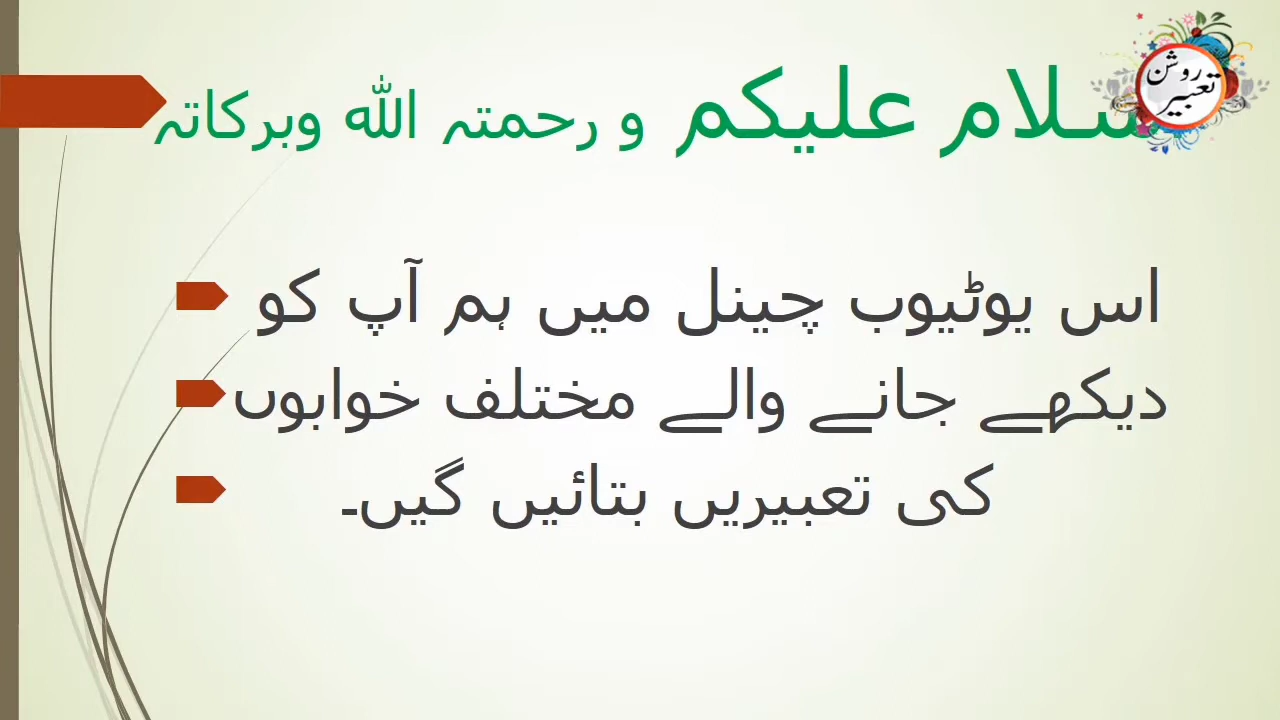 سلام علیکم و رحمتہ اللہ وبرکاتہ
روشن
تعبیر
اس یوٹیوب چینل میں ہم آپ کو
دیکھے جانے والے مختلف خوابوں
کی تعبیریں بتائیں گیں۔